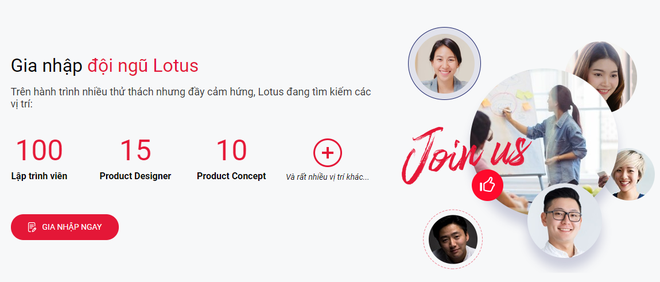 Gia nhập đội ngũ Lotus
Trên hành trình nhiều thử thách nhưng đầy cảm hứng, Lotus đang tìm kiếm các
vị trí:
100
Lập trình viên
15
Product Designer
10
Product Concept
Và rất nhiều vị trí khác...
GIA NHẬP NGAY
Join us